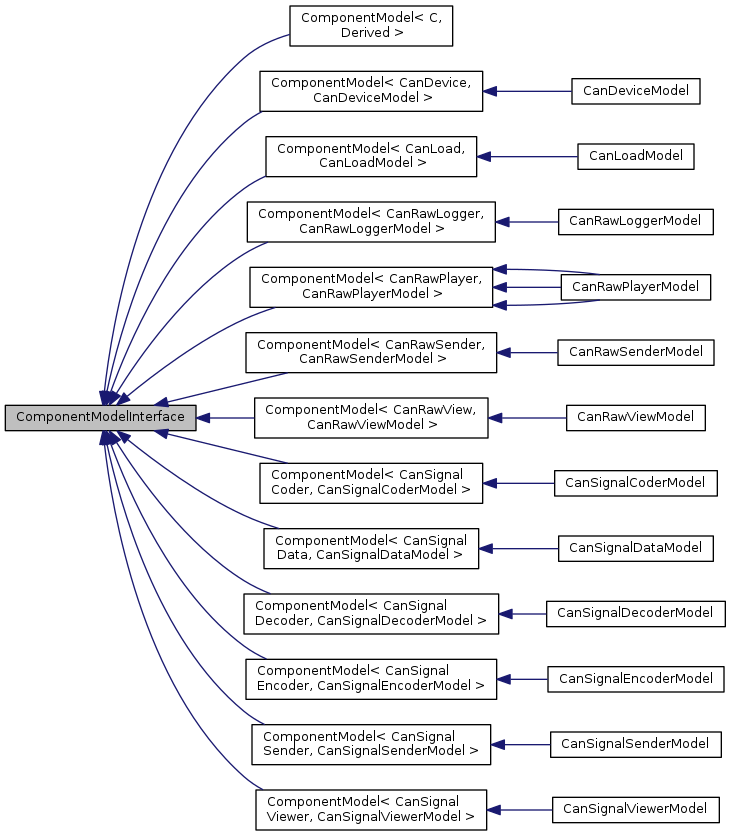 ComponentModel< C,
Derived >
ComponentModel< CanDevice,
CanDeviceModel >
CanDeviceModel
ComponentModel< CanLoad,
CanLoadModel >
CanLoadModel
ComponentModel< CanRawLogger,
CanRawLoggerModel >
CanRawLoggerModel
ComponentModel< CanRawPlayer,
CanRawPlayerModel >
CanRawPlayerModel
ComponentModel< CanRawSender,
CanRawSenderModel >
CanRawSenderModel
ComponentModelInterface
ComponentModel< CanRawView,
CanRawViewModel >
CanRawViewModel
ComponentModel< CanSignal
Coder, CanSignalCoderModel >
CanSignalCoderModel
ComponentModel< CanSignal
Data, CanSignalDataModel >
CanSignalDataModel
ComponentModel< CanSignal
Decoder, CanSignalDecoderModel >
CanSignalDecoderModel
ComponentModel< CanSignal
Encoder, CanSignalEncoderModel >
CanSignalEncoderModel
ComponentModel< CanSignal
Sender, CanSignalSenderModel >
CanSignalSenderModel
ComponentModel< CanSignal
Viewer, CanSignalViewerModel >
CanSignalViewerModel